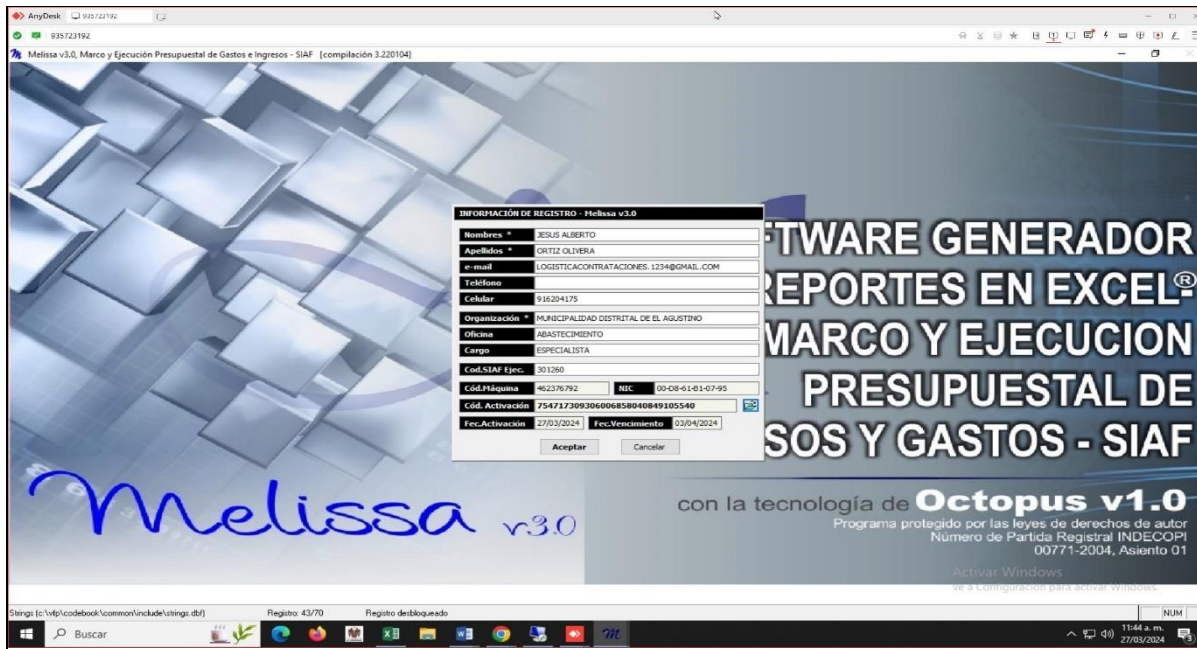 AnyDesk 935723192
935723192
Melissa v3.0, Marco y Ejecución Presupuestal de Gastos e Ingresos - SIAF [compilación 3.220104]
INFORMACIÓN DE REGISTRO - Melissa v3.0
Nombres * JESUS ALBERTO
Apellidos * ORTIZ OLIVERA
e-mail LOGISTICACONTRATACIONES.1234@GMAIL.COM
Teléfono
Celular 916204175
Organización * MUNICIPALIDAD DISTRITAL DE EL AGUSTINO
Oficina ABASTECIMIENTO
Cargo ESPECIALISTA
Cod.SIAF Ejec. 301260
Cód.Máquina 462376792 NIC 00-D8-61-B1-07-95
Cód. Activación 754717309306006858040849105540
Fec.Activación 27/03/2024 Fec.Vencimiento 03/04/2024
Aceptar Cancelar
FTWARE GENERADOR
REPORTES EN EXCEL®
MARCO Y EJECUCION
PRESUPUESTAL DE
SOS Y GASTOS - SIAF
Melissa v3.0
con la tecnología de Octopus v1.0
Programa protegido por las leyes de derechos de autor
Número de Partida Registral INDECOPI
00771-2004, Asiento 01
Activar Windows
Ve a Configuración para activar Windows.
Strings (c:\vfp\codebook\common\include\strings.dbf) Registro: 43/70 Registro desbloqueado NUM
Buscar
11:44 a. m.
27/03/2024